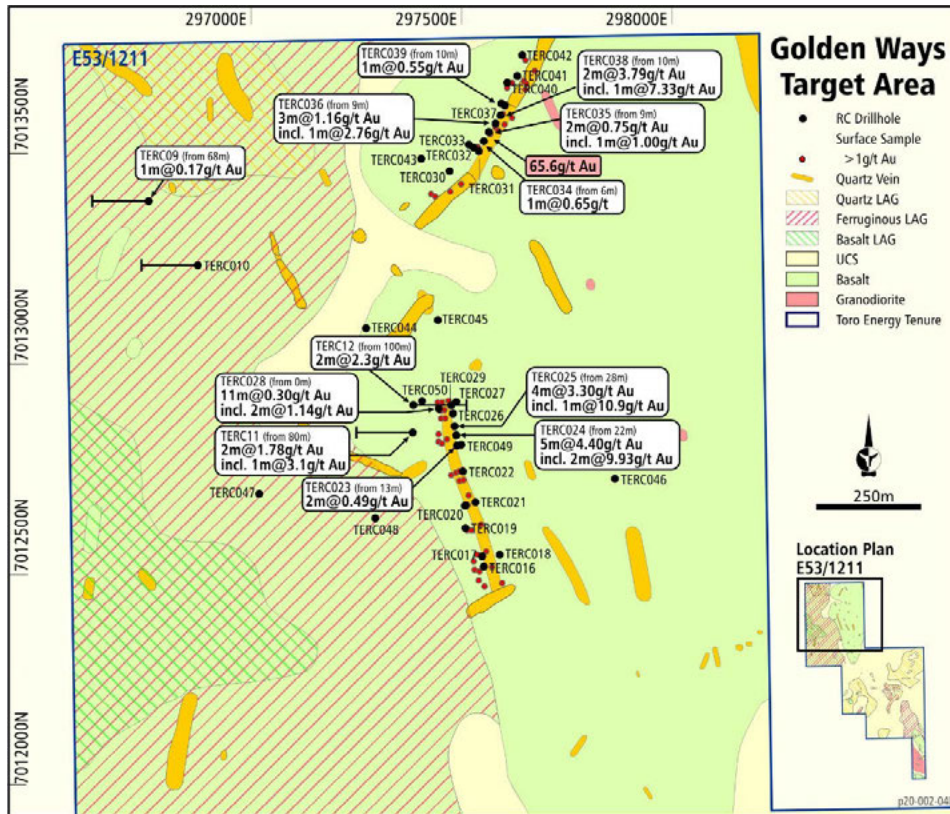 297000E
297500E
298000E
E53/1211
7013500N
7013000N
7012500N
7012000N
TERC039 (from 10m)
1m@0.55g/t Au
TERC042
TERC041
TERC040
TERC038 (from 10m)
2m@3.79g/t Au
incl. 1m@7.33g/t Au
TERC036 (from 9m)
3m@1.16g/t Au
incl. 1m@2.76g/t Au
TERC037
TERC035 (from 9m)
2m@0.75g/t Au
incl. 1m@1.00g/t Au
TERC033
TERC032
TERC043
TERC030
TERC031
65.6g/t Au
TERC034 (from 6m)
1m@0.65g/t
TERC09 (from 68m)
1m@0.17g/t Au
TERC010
TERC044
TERC045
TERC12 (from 100m)
2m@2.3g/t Au
TERC029
TERC050
TERC027
TERC028 (from 0m)
11m@0.30g/t Au
incl. 2m@1.14g/t Au
TERC026
TERC025 (from 28m)
4m@3.30g/t Au
incl. 1m@10.9g/t Au
TERC11 (from 80m)
2m@1.78g/t Au
incl. 1m@3.1g/t Au
TERC049
TERC024 (from 22m)
5m@4.40g/t Au
incl. 2m@9.93g/t Au
TERC023 (from 13m)
2m@0.49g/t Au
TERC022
TERC046
TERC047
TERC048
TERC021
TERC020
TERC019
TERC017
TERC018
TERC016
Golden Ways
Target Area
RC Drillhole
Surface Sample
>1g/t Au
Quartz Vein
Quartz LAG
Ferruginous LAG
Basalt LAG
UCS
Basalt
Granodiorite
Toro Energy Tenure
250m
Location Plan
E53/1211